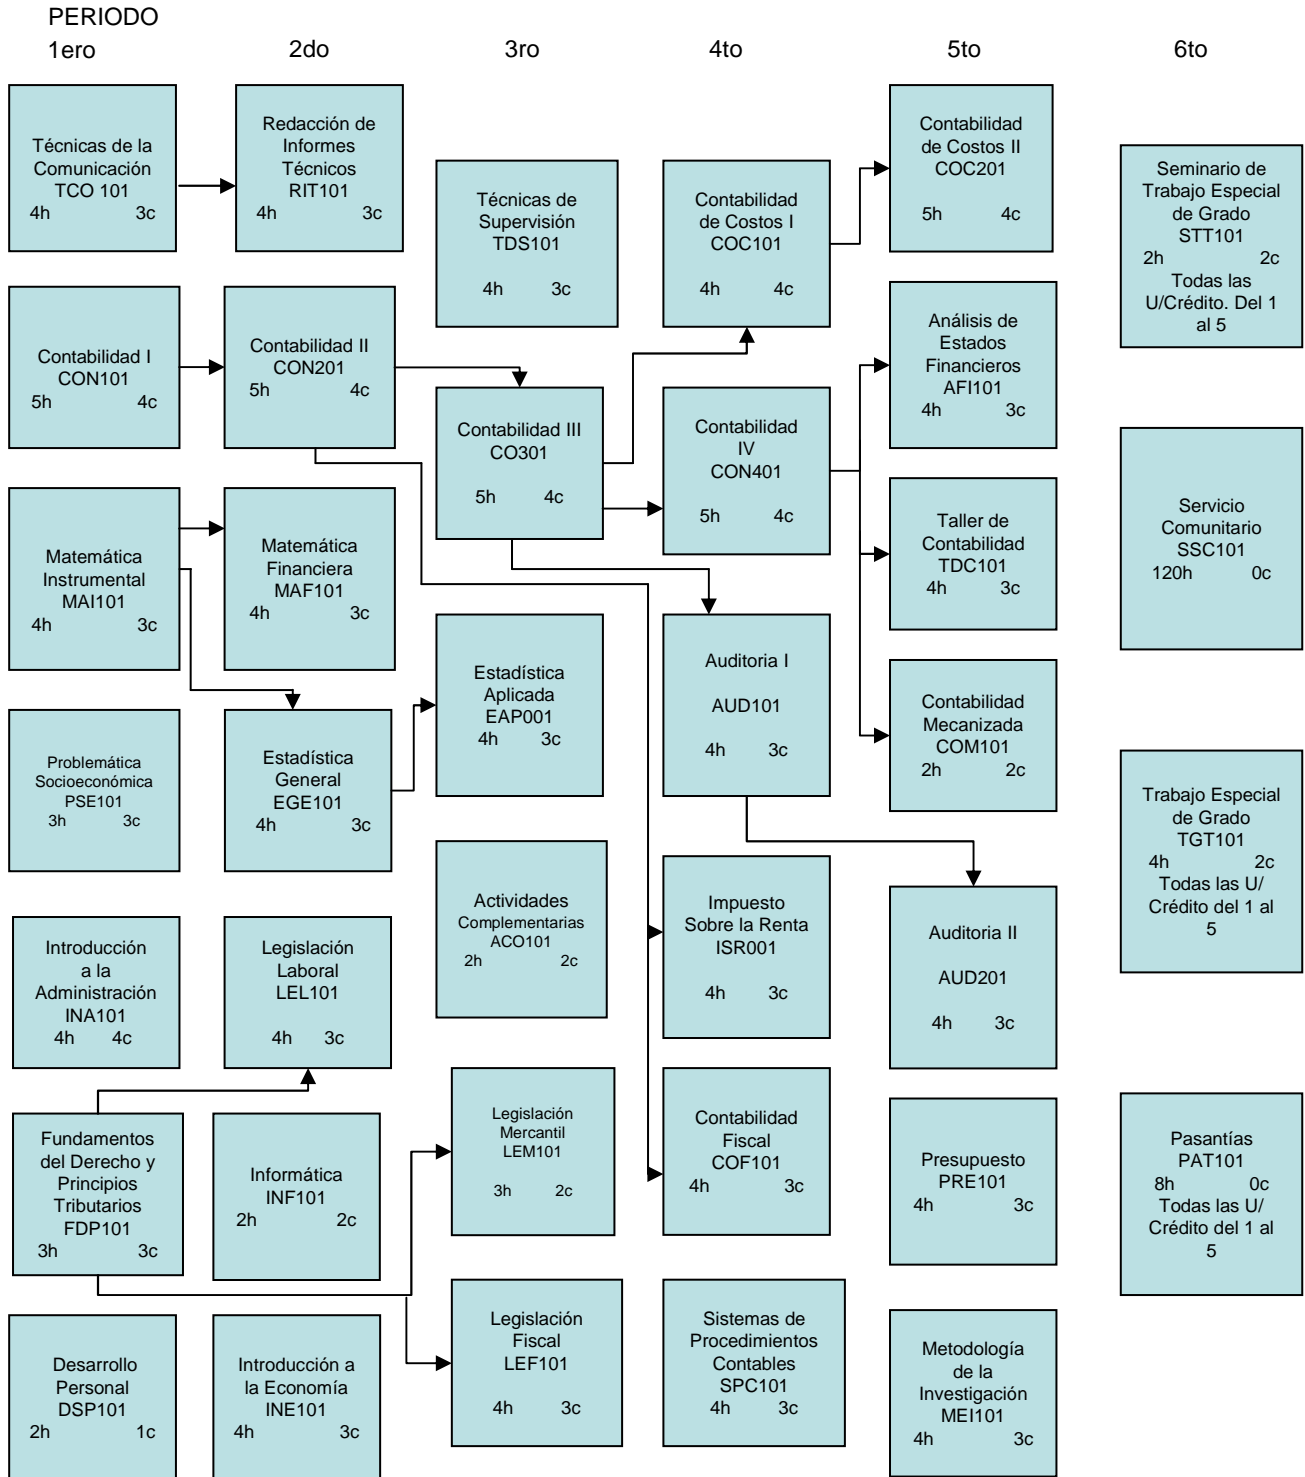 PERIODO
1ero 2do 3ro 4to 5to 6to
Técnicas de la
Comunicación
TCO 101
4h 3c
Contabilidad I
CON101
5h 4c
Matemática
Instrumental
MAI101
4h 3c
Problemática
Socioeconómica
PSE101
3h 3c
Introducción
a la
Administración
INA101
4h 4c
Fundamentos
del Derecho y
Principios
Tributarios
FDP101
3h 3c
Desarrollo
Personal
DSP101
2h 1c
Redacción de
Informes
Técnicos
RIT101
4h 3c
Contabilidad II
CON201
5h 4c
Matemática
Financiera
MAF101
4h 3c
Estadística
General
EGE101
4h 3c
Legislación
Laboral
LEL101
4h 3c
Informática
INF101
2h 2c
Introducción a
la Economía
INE101
4h 3c
Técnicas de
Supervisión
TDS101
4h 3c
Contabilidad III
CO301
5h 4c
Estadística
Aplicada
EAP001
4h 3c
Actividades
Complementarias
ACO101
2h 2c
Legislación
Mercantil
LEM101
3h 2c
Legislación
Fiscal
LEF101
4h 3c
Contabilidad
de Costos I
COC101
4h 4c
Contabilidad
IV
CON401
5h 4c
Auditoria I
AUD101
4h 3c
Impuesto
Sobre la Renta
ISR001
4h 3c
Contabilidad
Fiscal
COF101
4h 3c
Sistemas de
Procedimientos
Contables
SPC101
4h 3c
Contabilidad
de Costos II
COC201
5h 4c
Análisis de
Estados
Financieros
AFI101
4h 3c
Taller de
Contabilidad
TDC101
4h 3c
Contabilidad
Mecanizada
COM101
2h 2c
Auditoria II
AUD201
4h 3c
Presupuesto
PRE101
4h 3c
Metodología
de la
Investigación
MEI101
4h 3c
Seminario de
Trabajo Especial
de Grado
STT101
2h 2c
Todas las
U/Crédito. Del 1
al 5
Servicio
Comunitario
SSC101
120h 0c
Trabajo Especial
de Grado
TGT101
4h 2c
Todas las U/
Crédito del 1 al
5
Pasantías
PAT101
8h 0c
Todas las U/
Crédito del 1 al
5